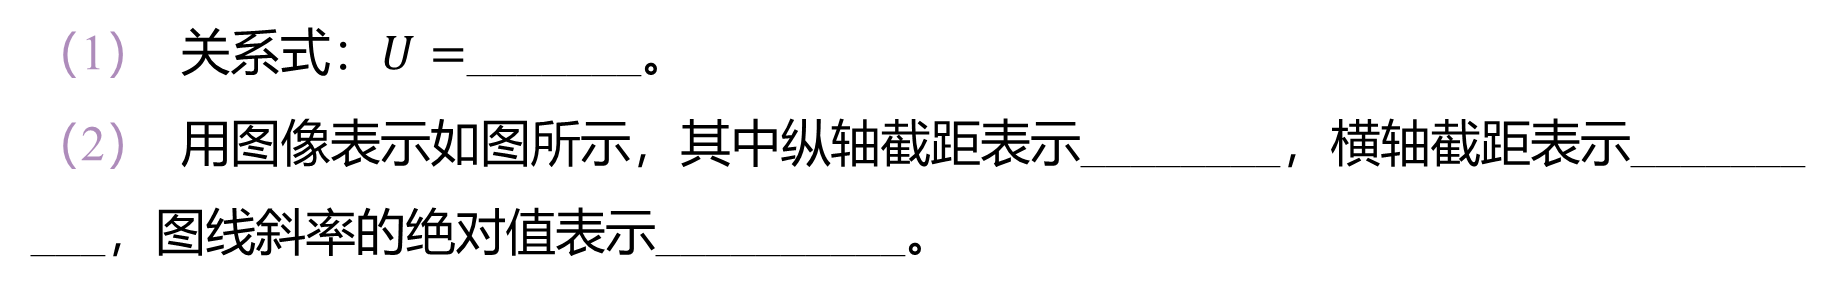 （1） 关系式：U =_______。
（2） 用图像表示如图所示，其中纵轴截距表示________，横轴截距表示_______
___，图线斜率的绝对值表示__________。